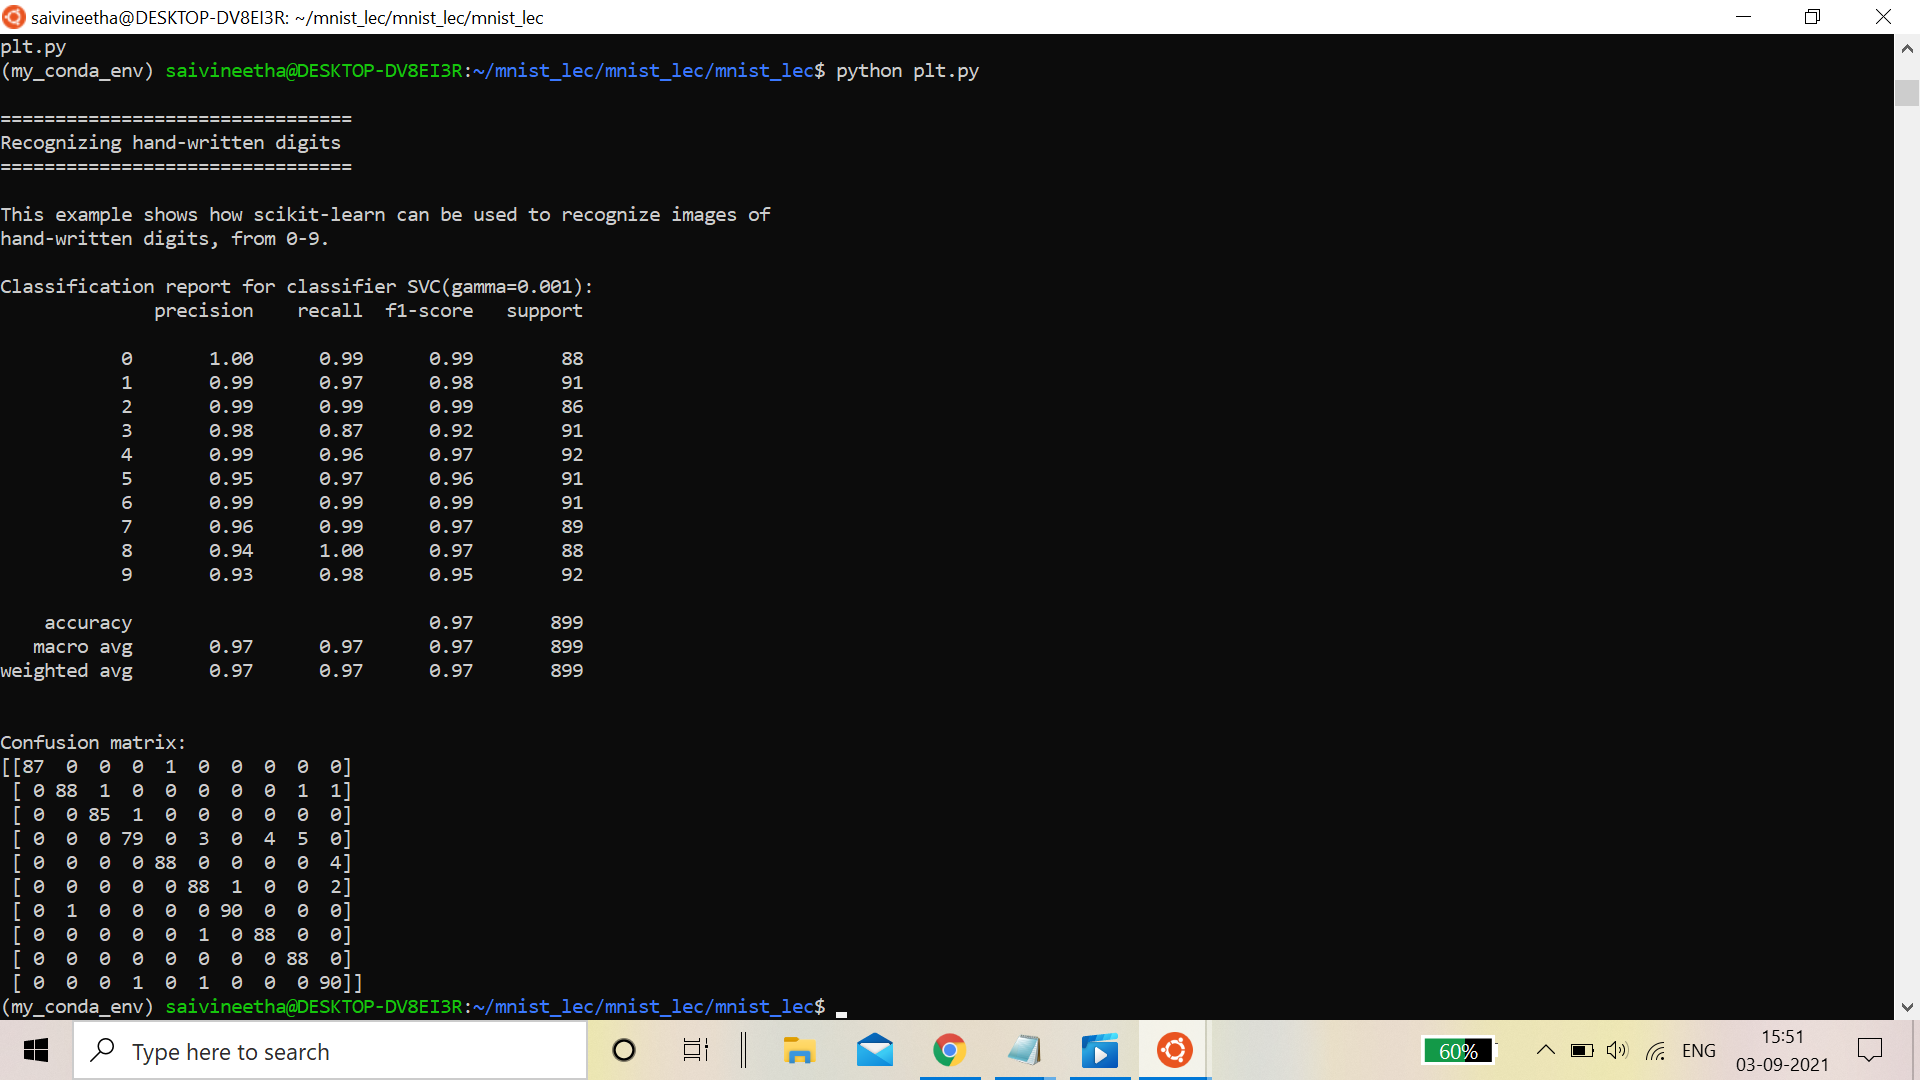 saivineetha@DESKTOP-DV8EI3R: ~/mnist_lec/mnist_lec/mnist_lec
plt.py
(my_conda_env) saivineetha@DESKTOP-DV8EI3R:~/mnist_lec/mnist_lec/mnist_lec$ python plt.py
================================
Recognizing hand-written digits
================================
This example shows how scikit-learn can be used to recognize images of
hand-written digits, from 0-9.
Classification report for classifier SVC(gamma=0.001):
              precision    recall  f1-score   support
           0       1.00      0.99      0.99        88
           1       0.99      0.97      0.98        91
           2       0.99      0.99      0.99        86
           3       0.98      0.87      0.92        91
           4       0.99      0.96      0.97        92
           5       0.95      0.97      0.96        91
           6       0.99      0.99      0.99        91
           7       0.96      0.99      0.97        89
           8       0.94      1.00      0.97        88
           9       0.93      0.98      0.95        92
    accuracy                           0.97       899
   macro avg       0.97      0.97      0.97       899
weighted avg       0.97      0.97      0.97       899
Confusion matrix:
[[87  0  0  0  1  0  0  0  0  0]
 [ 0 88  1  0  0  0  0  0  1  1]
 [ 0  0 85  1  0  0  0  0  0  0]
 [ 0  0  0 79  0  3  0  4  5  0]
 [ 0  0  0  0 88  0  0  0  0  4]
 [ 0  0  0  0  0 88  1  0  0  2]
 [ 0  1  0  0  0  0 90  0  0  0]
 [ 0  0  0  0  0  1  0 88  0  0]
 [ 0  0  0  0  0  0  0  0 88  0]
 [ 0  0  0  1  0  1  0  0  0 90]]
(my_conda_env) saivineetha@DESKTOP-DV8EI3R:~/mnist_lec/mnist_lec/mnist_lec$
Type here to search
60%
ENG
15:51
03-09-2021